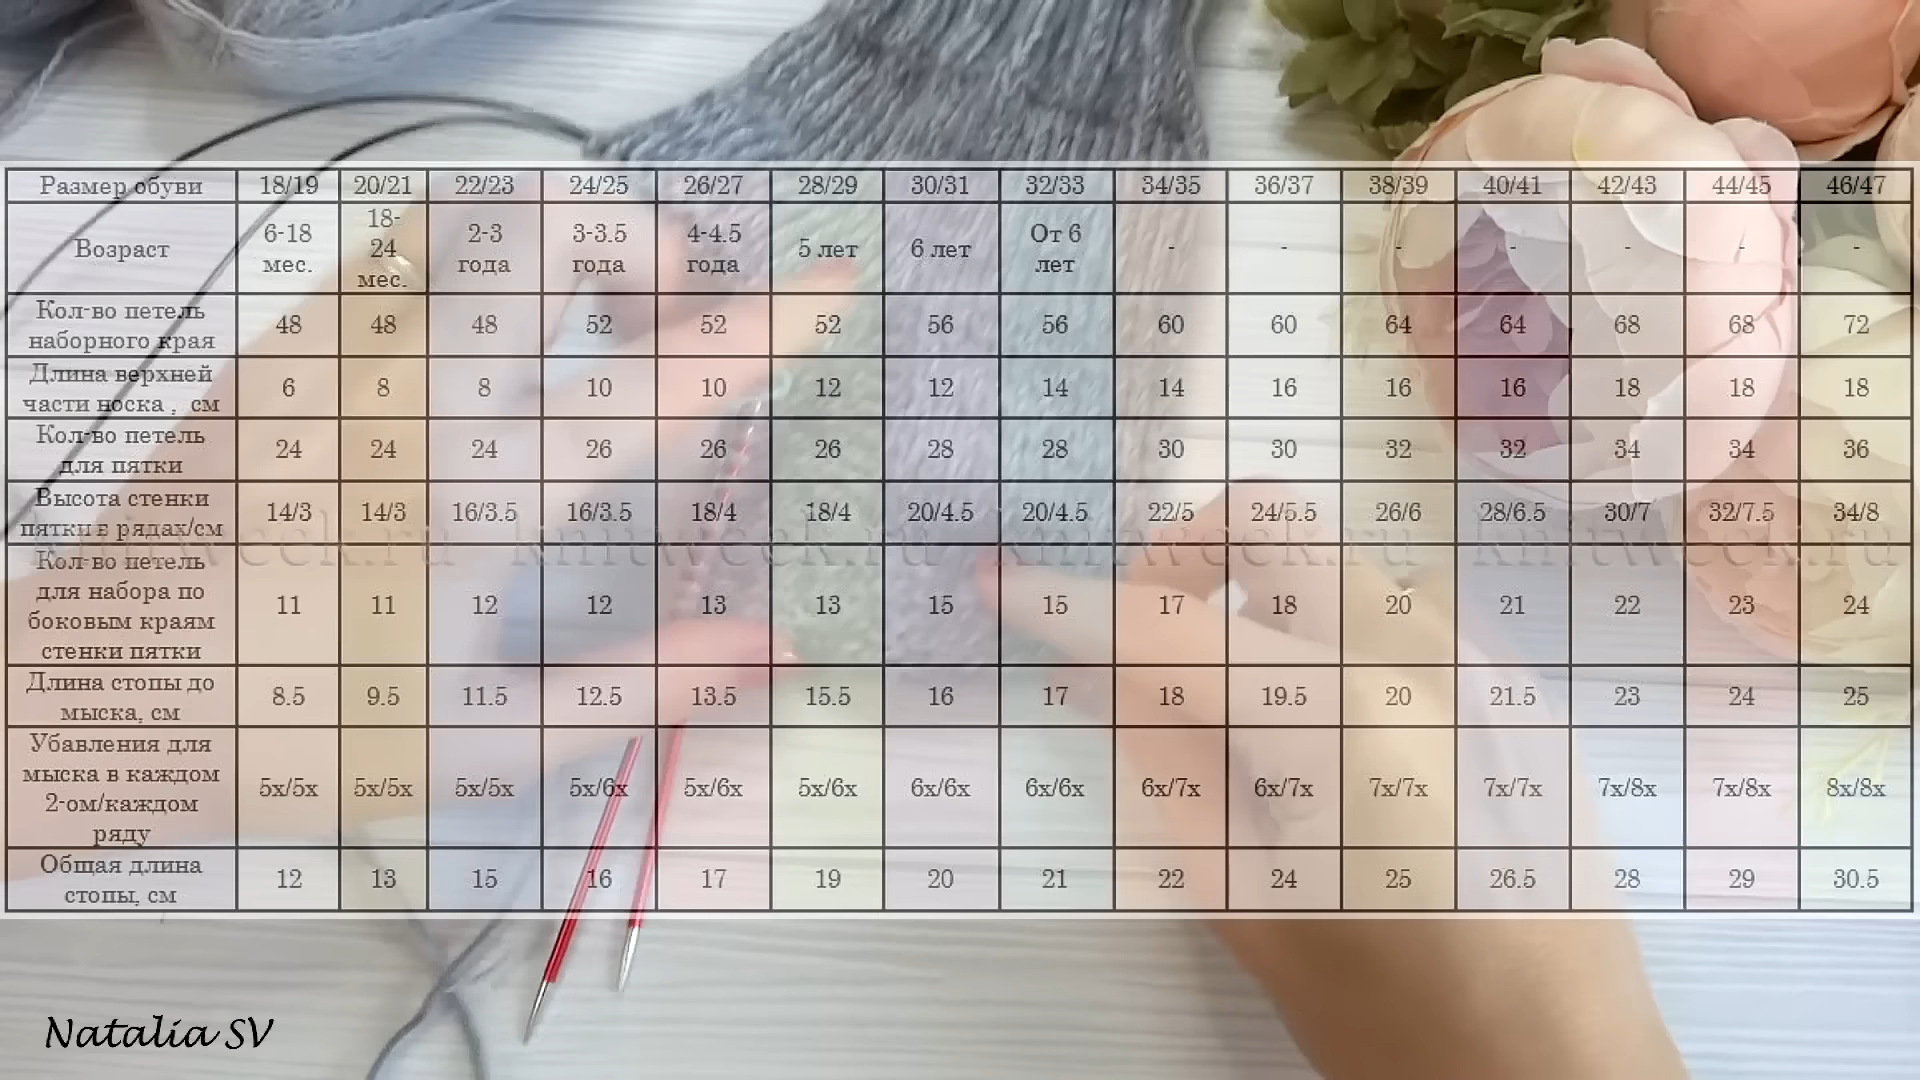 Размер обуви 18/19 20/21 22/23 24/25 26/27 28/29 30/31 32/33 34/35 36/37 38/39 40/41 42/43 44/45 46/47
Возраст 6-18 мес. 18-24 мес. 2-3 года 3-3.5 года 4-4.5 года 5 лет 6 лет От 6 лет - - - - - - -
Кол-во петель наборного края 48 48 48 52 52 52 56 56 60 60 64 64 68 68 72
Длина верхней части носка , см 6 8 8 10 10 12 12 14 14 16 16 16 18 18 18
Кол-во петель для пятки 24 24 24 26 26 26 28 28 30 30 32 32 34 34 36
Высота стенки пятки в рядах/см 14/3 14/3 16/3.5 16/3.5 18/4 18/4 20/4.5 20/4.5 22/5 24/5.5 26/6 28/6.5 30/7 32/7.5 34/8
knitweek.ru knitweek.ru knitweek.ru knitweek.ru
Кол-во петель для набора по боковым краям стенки пятки 11 11 12 12 13 13 15 15 17 18 20 21 22 23 24
Длина стопы до мыска, см 8.5 9.5 11.5 12.5 13.5 15.5 16 17 18 19.5 20 21.5 23 24 25
Убавления для мыска в каждом 2-ом/каждом ряду 5х/5х 5х/5х 5х/5х 5х/6х 5х/6х 5х/6х 6х/6х 6х/6х 6х/7х 6х/7х 7х/7х 7х/7х 7х/8х 7х/8х 8х/8х
Общая длина стопы, см 12 13 15 16 17 19 20 21 22 24 25 26.5 28 29 30.5
Natalia SV